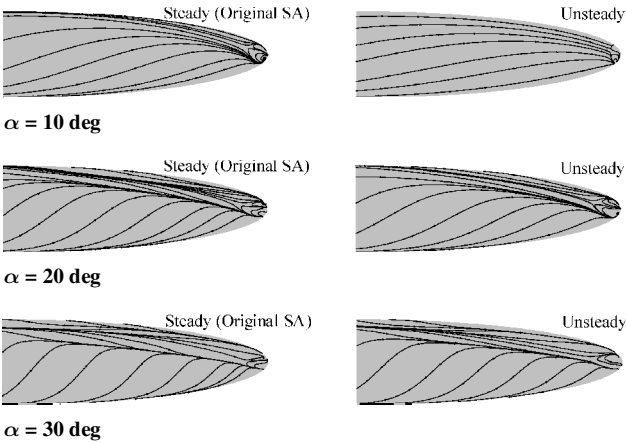 Steady (Original SA)
Unsteady
α = 10 deg
Steady (Original SA)
Unsteady
α = 20 deg
Steady (Original SA)
Unsteady
α = 30 deg